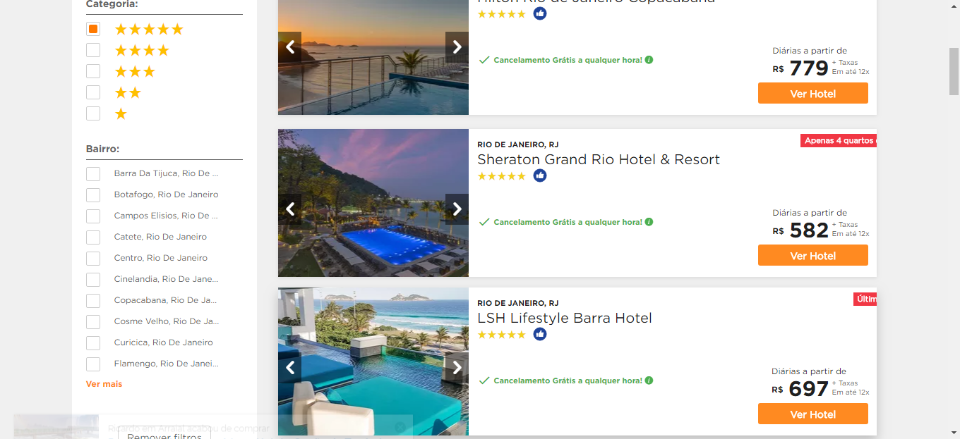 Categoria:
Bairro:
Barra Da Tijuca, Rio De ...
Botafogo, Rio De Janeiro
Campos Elisios, Rio De ...
Catete, Rio De Janeiro
Centro, Rio De Janeiro
Cinelandia, Rio De Jane...
Copacabana, Rio De Ja...
Cosme Velho, Rio De Ja...
Curicica, Rio De Janeiro
Flamengo, Rio De Janei...
Ver mais
Ricardo em Arraial acabou de comprar
Remover filtros
Hilton Rio de Janeiro Copacabana
Cancelamento Grátis a qualquer hora!
Diárias a partir de
R$ 779 + Taxas
Em até 12x
Ver Hotel
Apenas 4 quartos
RIO DE JANEIRO, RJ
Sheraton Grand Rio Hotel & Resort
Cancelamento Grátis a qualquer hora!
Diárias a partir de
R$ 582 + Taxas
Em até 12x
Ver Hotel
Últim
RIO DE JANEIRO, RJ
LSH Lifestyle Barra Hotel
Cancelamento Grátis a qualquer hora!
Diárias a partir de
R$ 697 + Taxas
Em até 12x
Ver Hotel